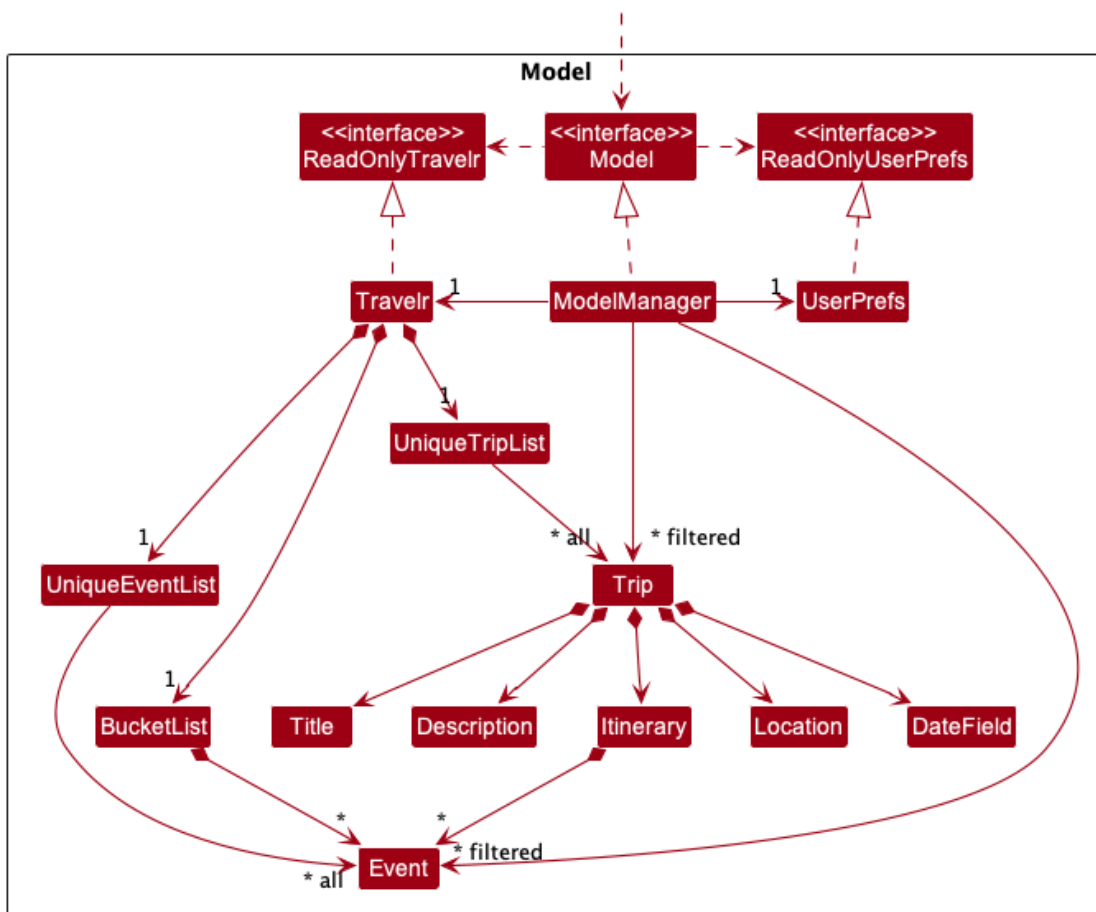 Model
<<interface>>
ReadOnlyTravelr
<<interface>>
Model
<<interface>>
ReadOnlyUserPrefs
Travelr
1
ModelManager
1
UserPrefs
1
UniqueTripList
1
* all
* filtered
UniqueEventList
Trip
1
BucketList
Title
Description
Itinerary
Location
DateField
*
*
* filtered
Event
* all